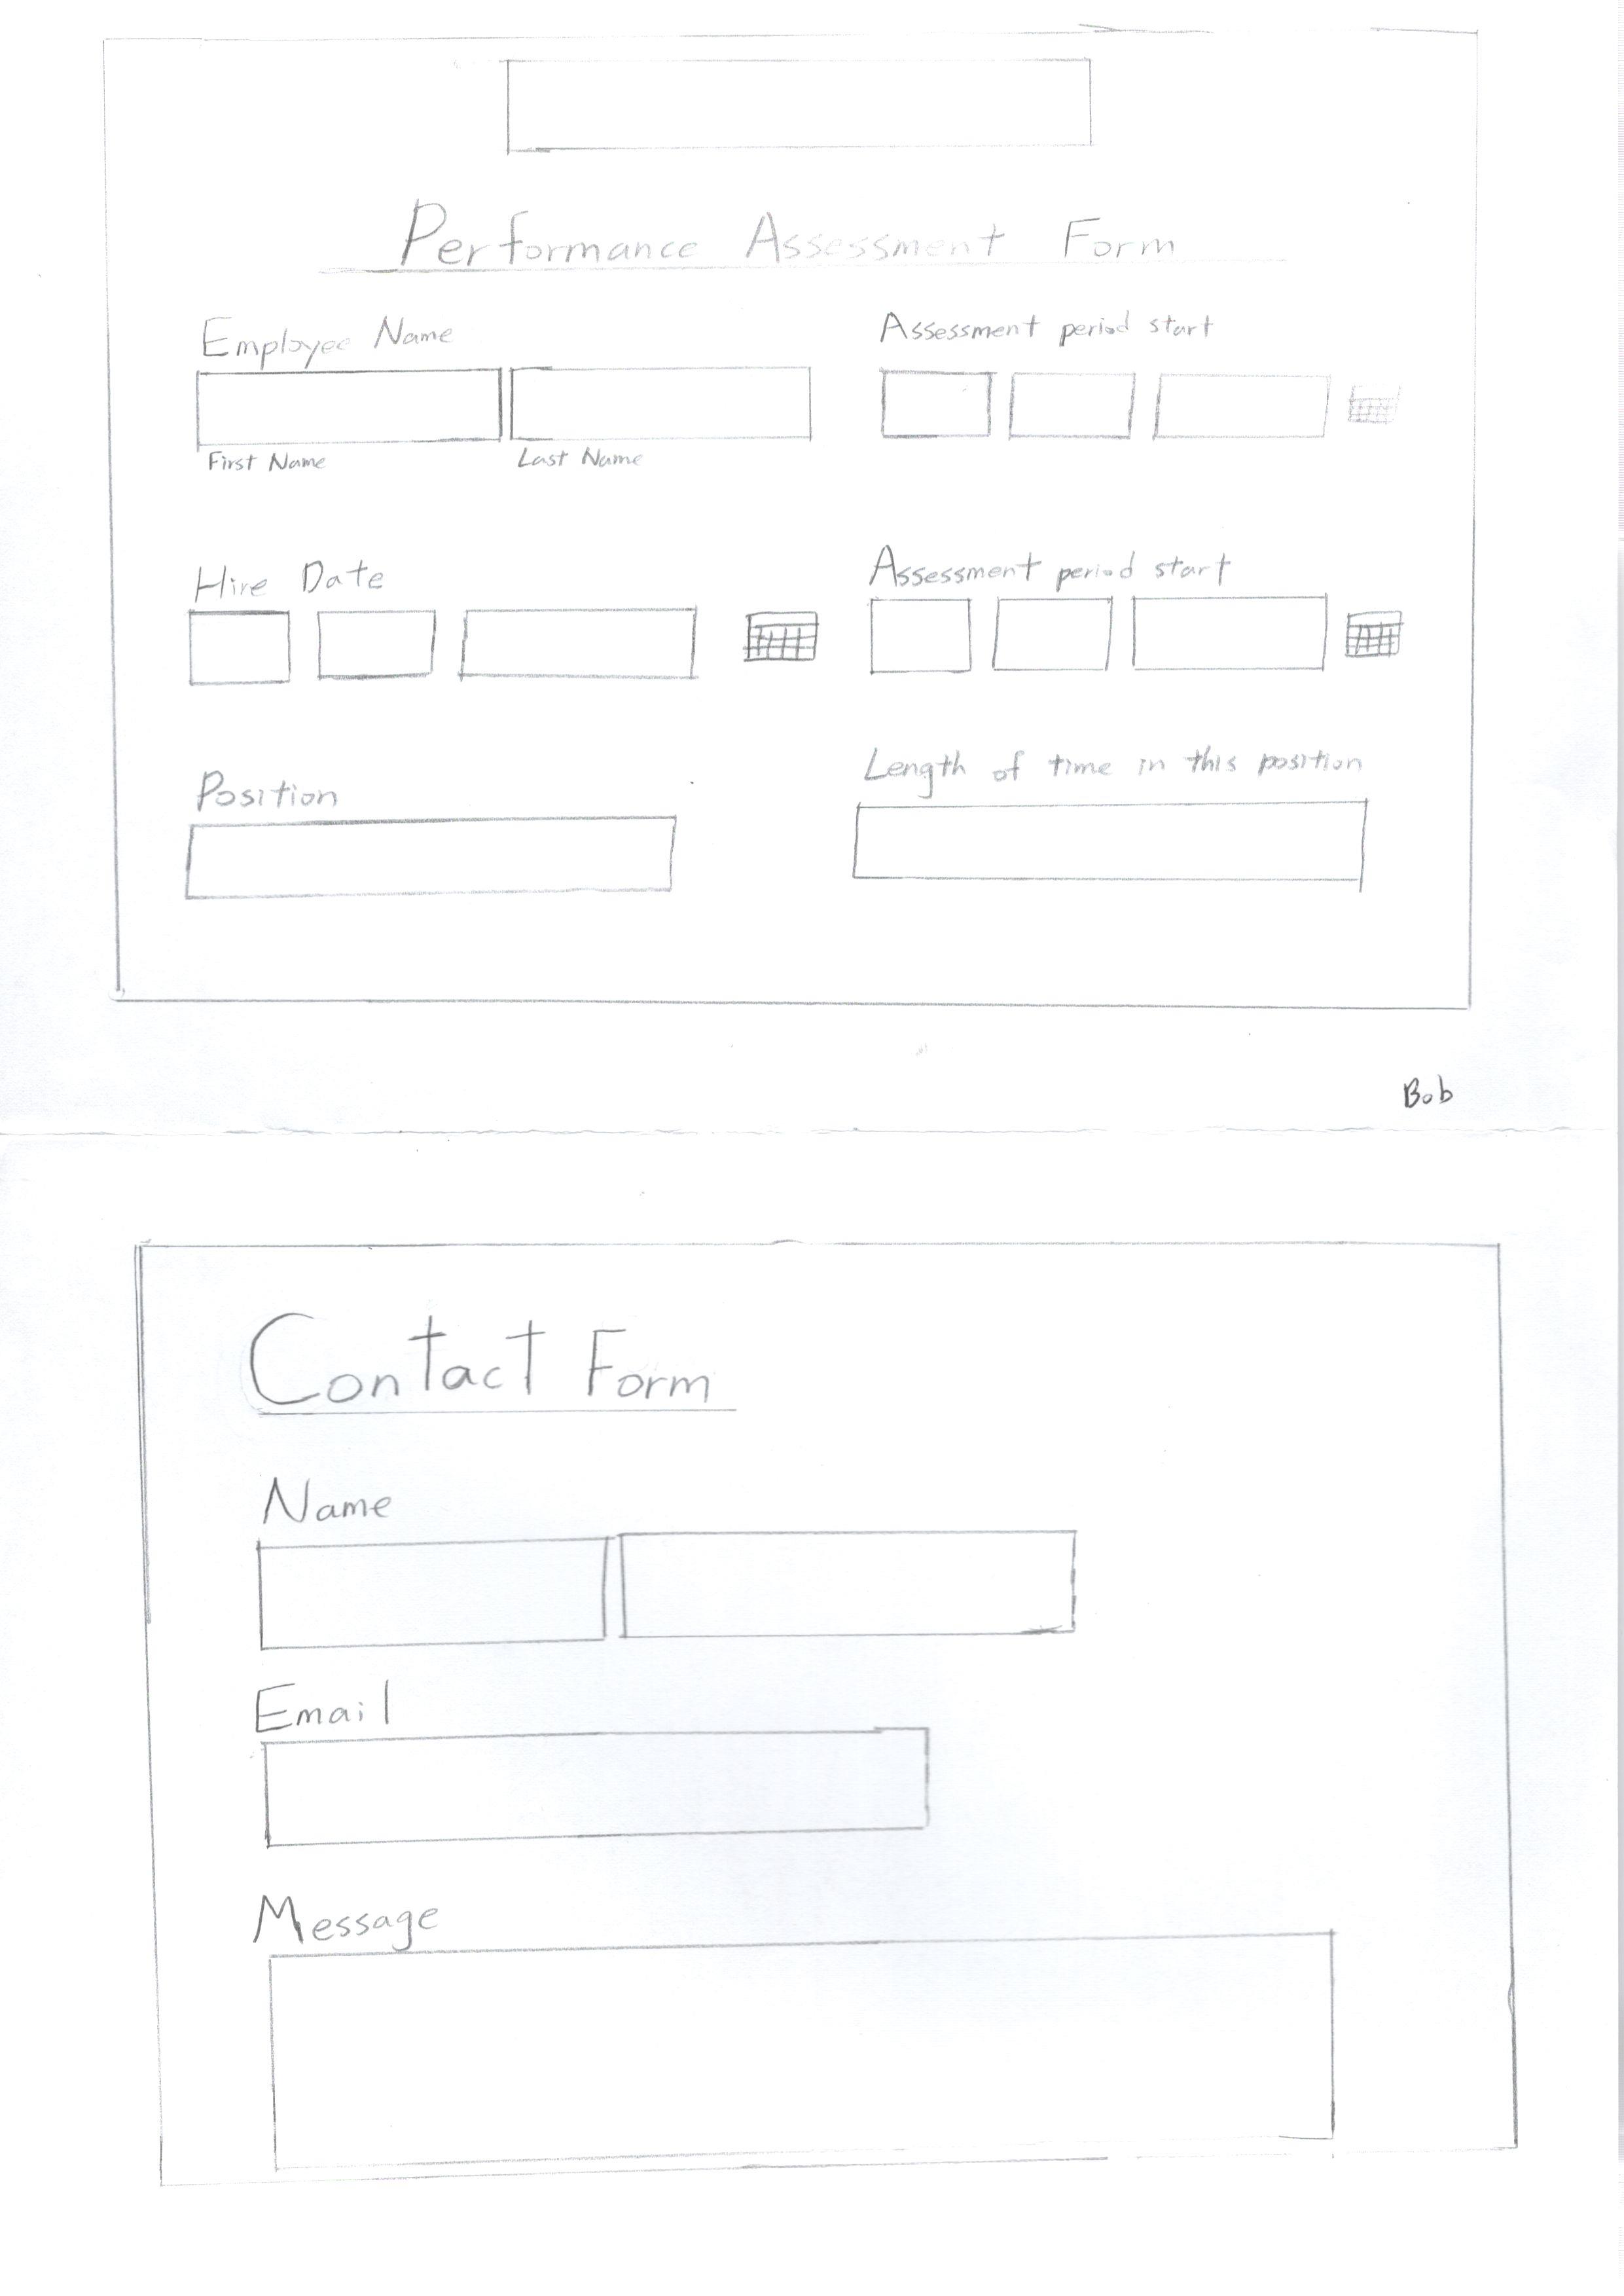 Performance Assessment Form
Employee Name
Assessment period start
First Name
Last Name
Hire Date
Assessment period start
Position
Length of time in this position
Bob
Contact Form
Name
Email
Message